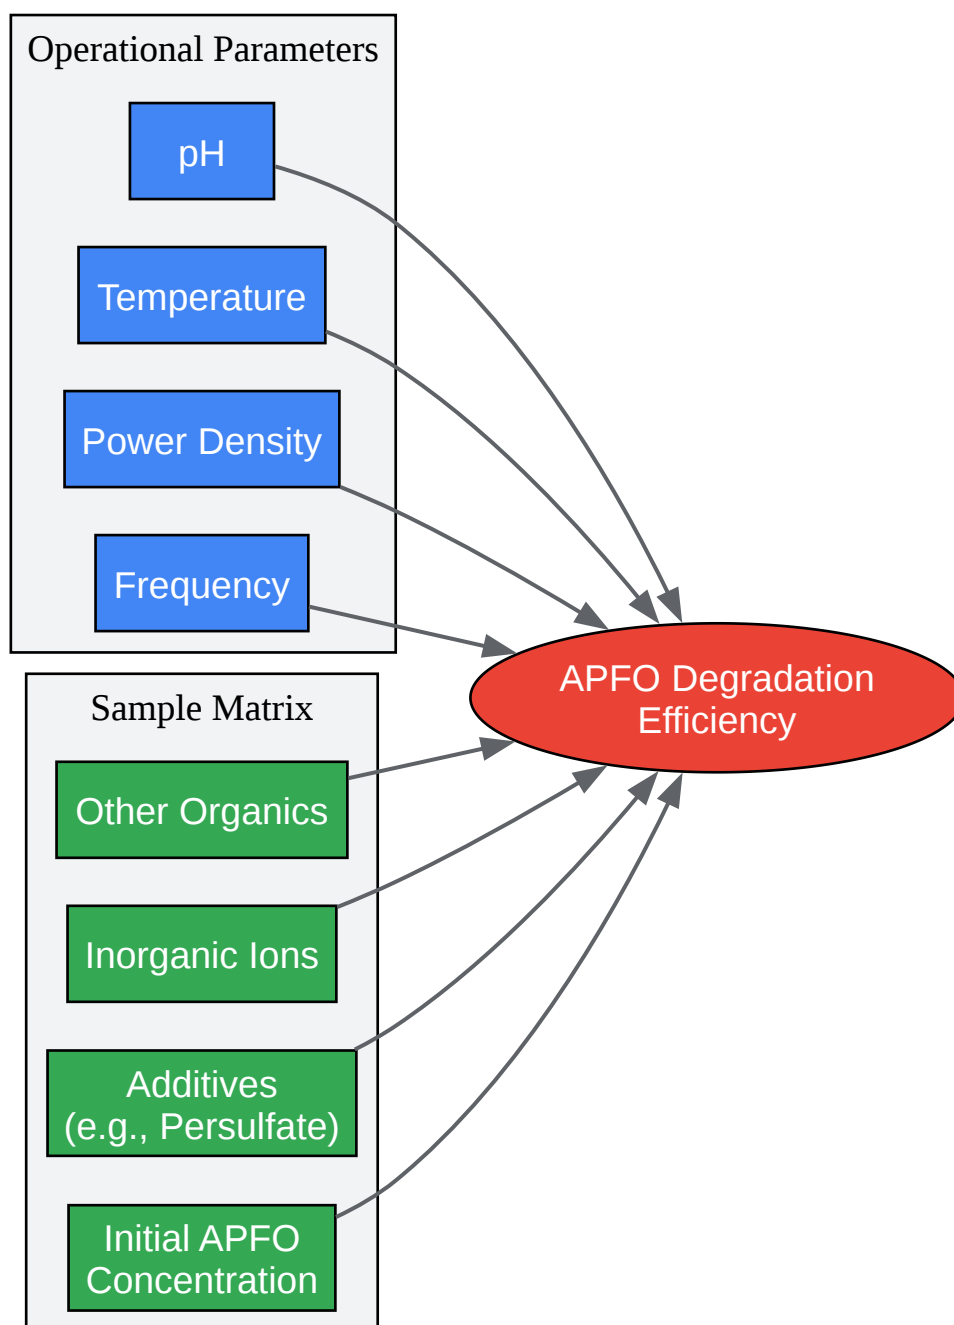 Operational Parameters
pH
Temperature
Power Density
Frequency
APFO Degradation
Efficiency
Sample Matrix
Other Organics
Inorganic Ions
Additives
(e.g., Persulfate)
Initial APFO
Concentration